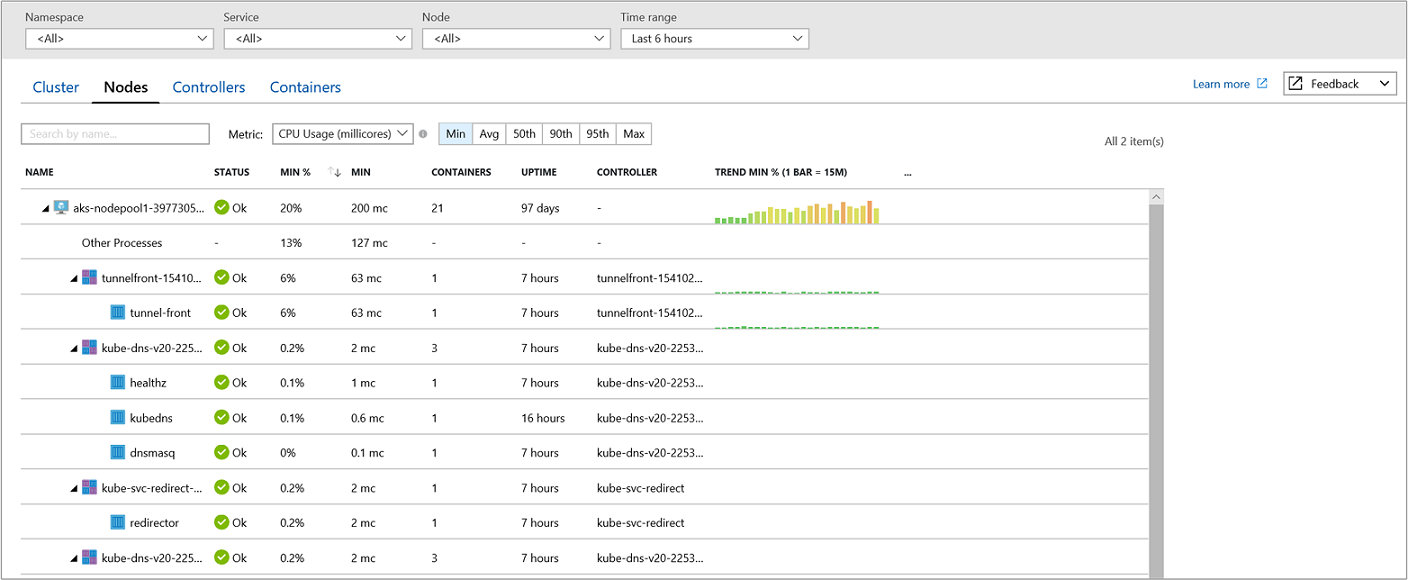 Namespace Service Node Time range
<All> <All> <All> Last 6 hours
Cluster Nodes Controllers Containers Learn more Feedback
Search by name... Metric: CPU Usage (millicores) Min Avg 50th 90th 95th Max All 2 item(s)
NAME STATUS MIN % MIN CONTAINERS UPTIME CONTROLLER TREND MIN % (1 BAR = 15M) ...
aks-nodepool1-3977305... Ok 20% 200 mc 21 97 days -
Other Processes - 13% 127 mc - - -
tunnelfront-15410... Ok 6% 63 mc 1 7 hours tunnelfront-154102...
tunnel-front Ok 6% 63 mc 1 7 hours tunnelfront-154102...
kube-dns-v20-225... Ok 0.2% 2 mc 3 7 hours kube-dns-v20-2253...
healthz Ok 0.1% 1 mc 1 7 hours kube-dns-v20-2253...
kubedns Ok 0.1% 0.6 mc 1 16 hours kube-dns-v20-2253...
dnsmasq Ok 0% 0.1 mc 1 7 hours kube-dns-v20-2253...
kube-svc-redirect-... Ok 0.2% 2 mc 1 7 hours kube-svc-redirect
redirector Ok 0.2% 2 mc 1 7 hours kube-svc-redirect
kube-dns-v20-225... Ok 0.2% 2 mc 3 7 hours kube-dns-v20-2253...